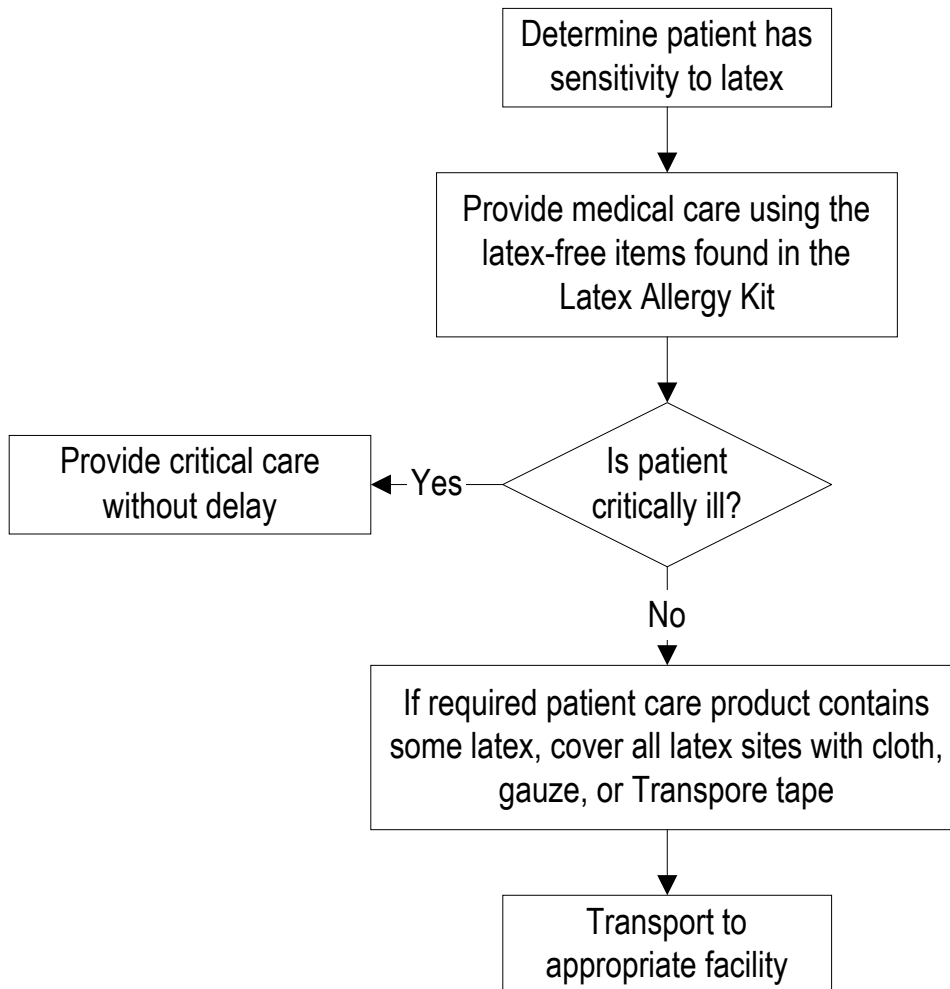 Determine patient has
sensitivity to latex
Provide medical care using the
latex-free items found in the
Latex Allergy Kit
Is patient
critically ill?
Yes
Provide critical care
without delay
No
If required patient care product contains
some latex, cover all latex sites with cloth,
gauze, or Transpore tape
Transport to
appropriate facility